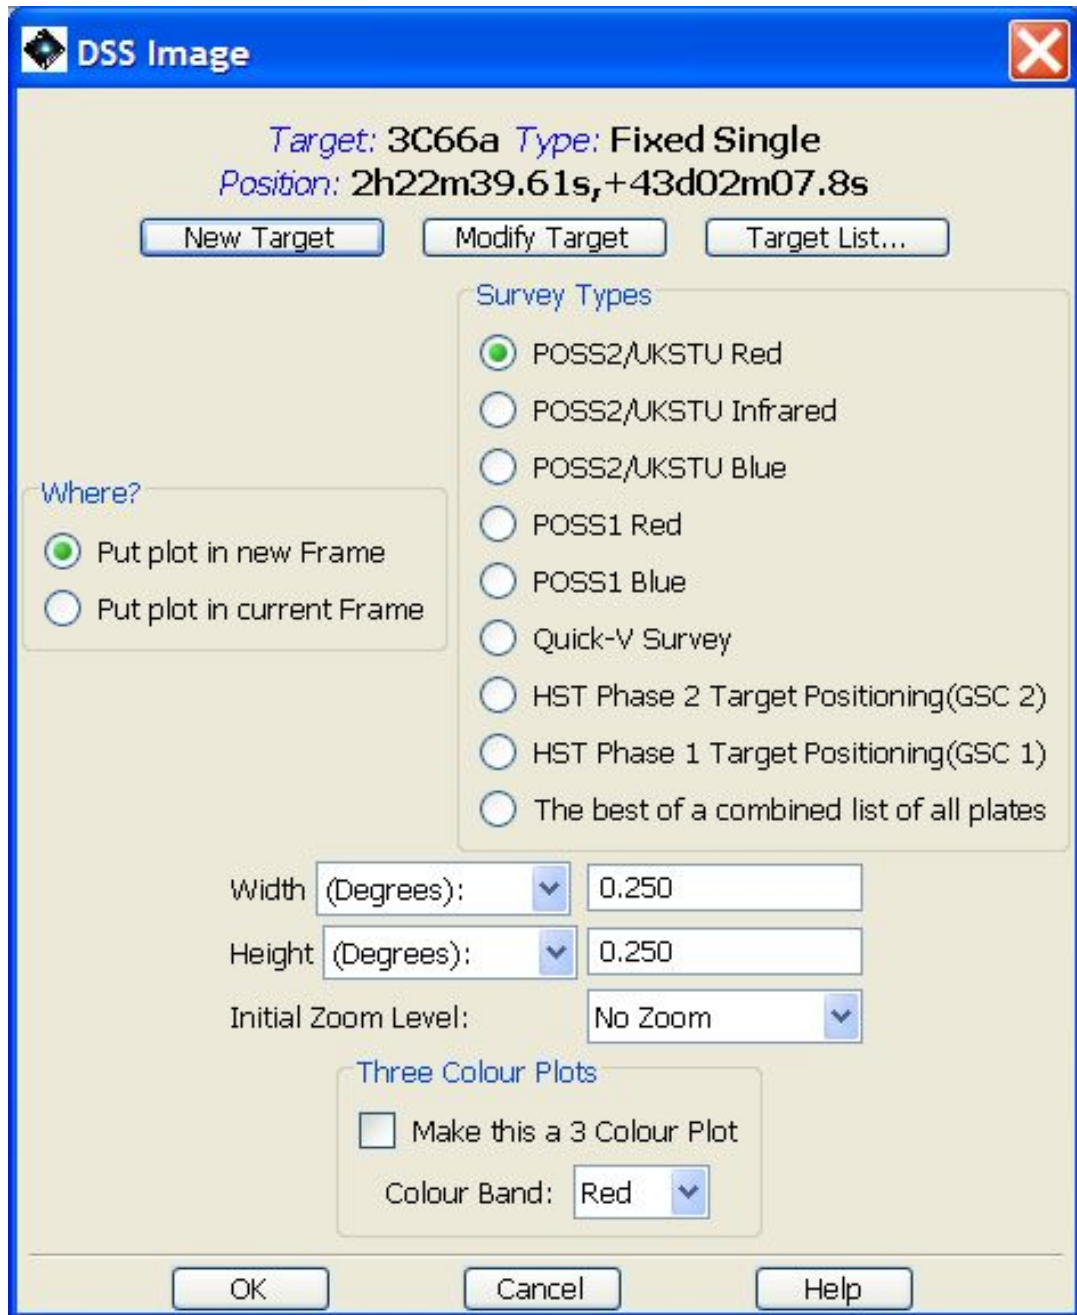 DSS Image
Target: 3C66a Type: Fixed Single
Position: 2h22m39.61s,+43d02m07.8s
New Target Modify Target Target List...
Survey Types
POSS2/UKSTU Red
POSS2/UKSTU Infrared
POSS2/UKSTU Blue
POSS1 Red
POSS1 Blue
Quick-V Survey
HST Phase 2 Target Positioning(GSC 2)
HST Phase 1 Target Positioning(GSC 1)
The best of a combined list of all plates
Where?
Put plot in new Frame
Put plot in current Frame
Width (Degrees): 0.250
Height (Degrees): 0.250
Initial Zoom Level: No Zoom
Three Colour Plots
Make this a 3 Colour Plot
Colour Band: Red
OK Cancel Help